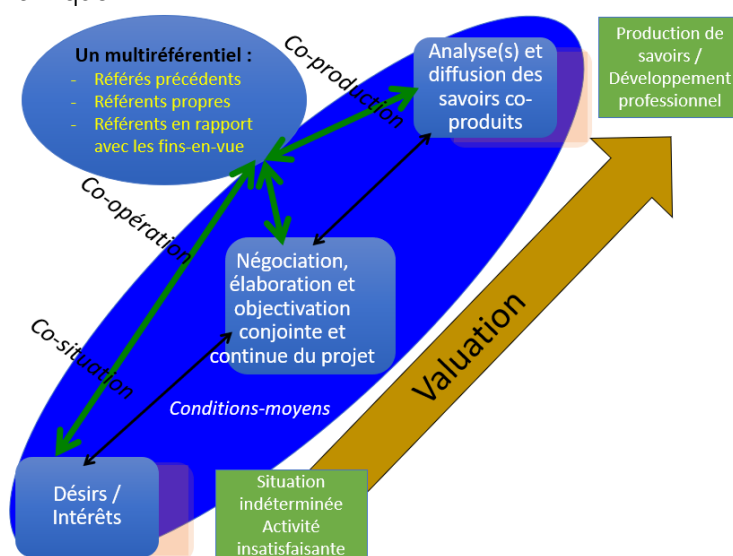 Un multiréférentiel :
- Référés précédents
- Référents propres
- Référents en rapport
avec les fins-en-vue
Co-production
Analyse(s) et
diffusion des
savoirs co-
produits
Production de
savoirs /
Développement
professionnel
Co-opération
Négociation,
élaboration et
objectivation
conjointe et
continue du projet
Co-situation
Conditions-moyens
Valuation
Désirs /
Intérêts
Situation
indéterminée
Activité
insatisfaisante